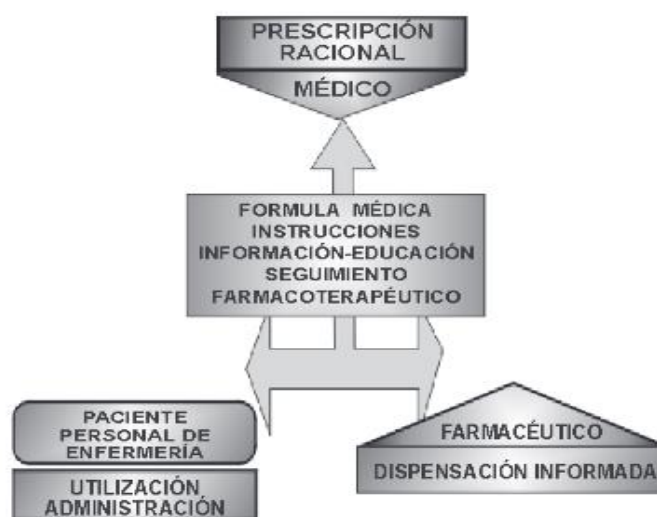 PRESCRIPCIÓN
RACIONAL
MÉDICO
FORMULA MÉDICA
INSTRUCCIONES
INFORMACIÓN-EDUCACIÓN
SEGUIMIENTO
FARMACOTERAPÉUTICO
PACIENTE
PERSONAL DE
ENFERMERÍA
UTILIZACIÓN
ADMINISTRACIÓN
FARMACÉUTICO
DISPENSACIÓN INFORMADA